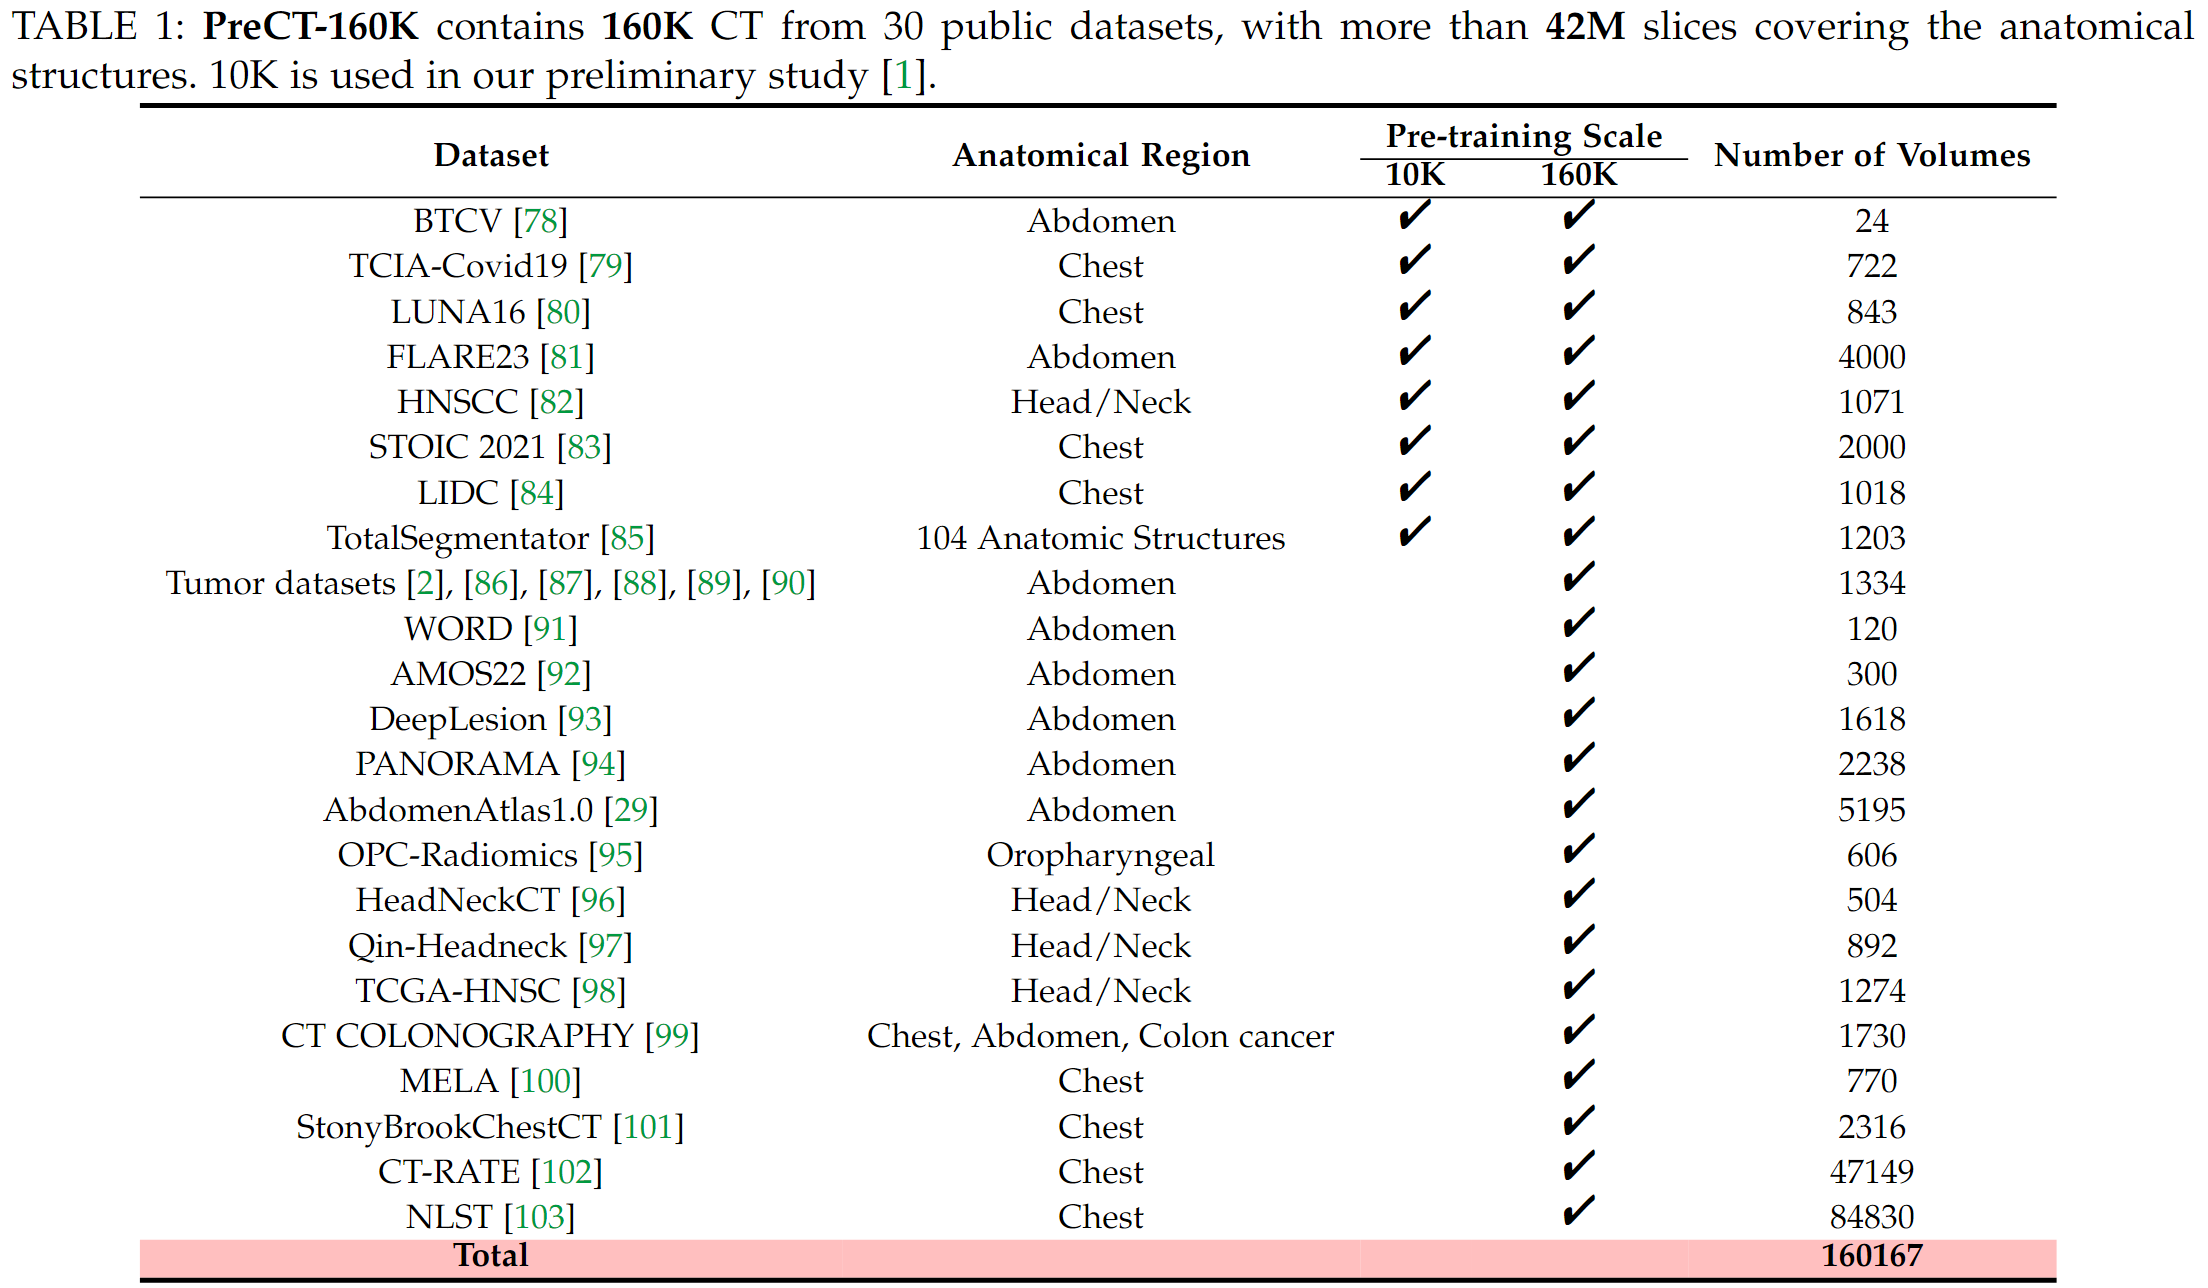 TABLE 1: PreCT-160K contains 160K CT from 30 public datasets, with more than 42M slices covering the anatomical
structures. 10K is used in our preliminary study [1].
Dataset Anatomical Region Pre-training Scale Number of Volumes
10K 160K
BTCV [78] Abdomen ✔ ✔ 24
TCIA-Covid19 [79] Chest ✔ ✔ 722
LUNA16 [80] Chest ✔ ✔ 843
FLARE23 [81] Abdomen ✔ ✔ 4000
HNSCC [82] Head/Neck ✔ ✔ 1071
STOIC 2021 [83] Chest ✔ ✔ 2000
LIDC [84] Chest ✔ ✔ 1018
TotalSegmentator [85] 104 Anatomic Structures ✔ ✔ 1203
Tumor datasets [2], [86], [87], [88], [89], [90] Abdomen ✔ 1334
WORD [91] Abdomen ✔ 120
AMOS22 [92] Abdomen ✔ 300
DeepLesion [93] Abdomen ✔ 1618
PANORAMA [94] Abdomen ✔ 2238
AbdomenAtlas1.0 [29] Abdomen ✔ 5195
OPC-Radiomics [95] Oropharyngeal ✔ 606
HeadNeckCT [96] Head/Neck ✔ 504
Qin-Headneck [97] Head/Neck ✔ 892
TCGA-HNSC [98] Head/Neck ✔ 1274
CT COLONOGRAPHY [99] Chest, Abdomen, Colon cancer ✔ 1730
MELA [100] Chest ✔ 770
StonyBrookChestCT [101] Chest ✔ 2316
CT-RATE [102] Chest ✔ 47149
NLST [103] Chest ✔ 84830
Total 160167